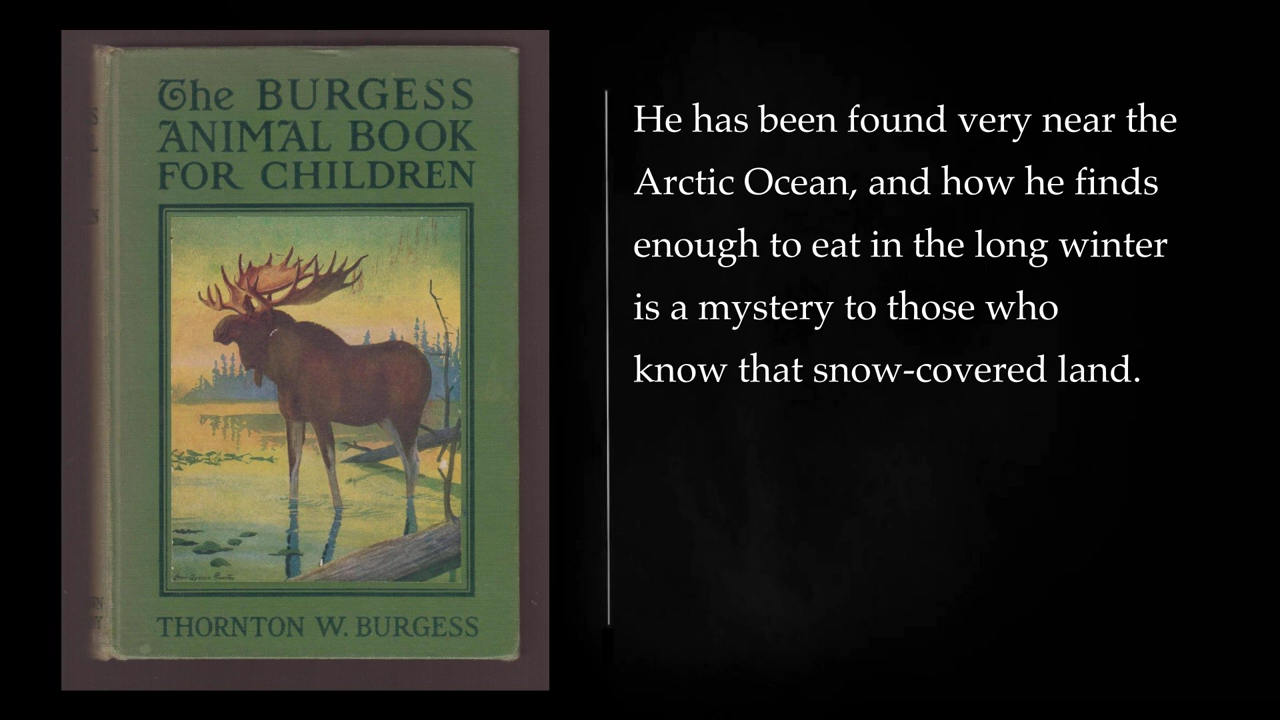 The BURGESS
ANIMAL BOOK
FOR CHILDREN
THORNTON W. BURGESS
He has been found very near the
Arctic Ocean, and how he finds
enough to eat in the long winter
is a mystery to those who
know that snow-covered land.